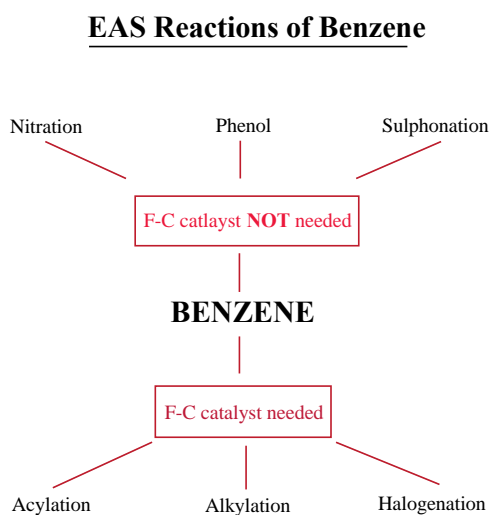 EAS Reactions of Benzene
Nitration
Phenol
Sulphonation
F-C catlayst NOT needed
BENZENE
F-C catalyst needed
Acylation
Alkylation
Halogenation